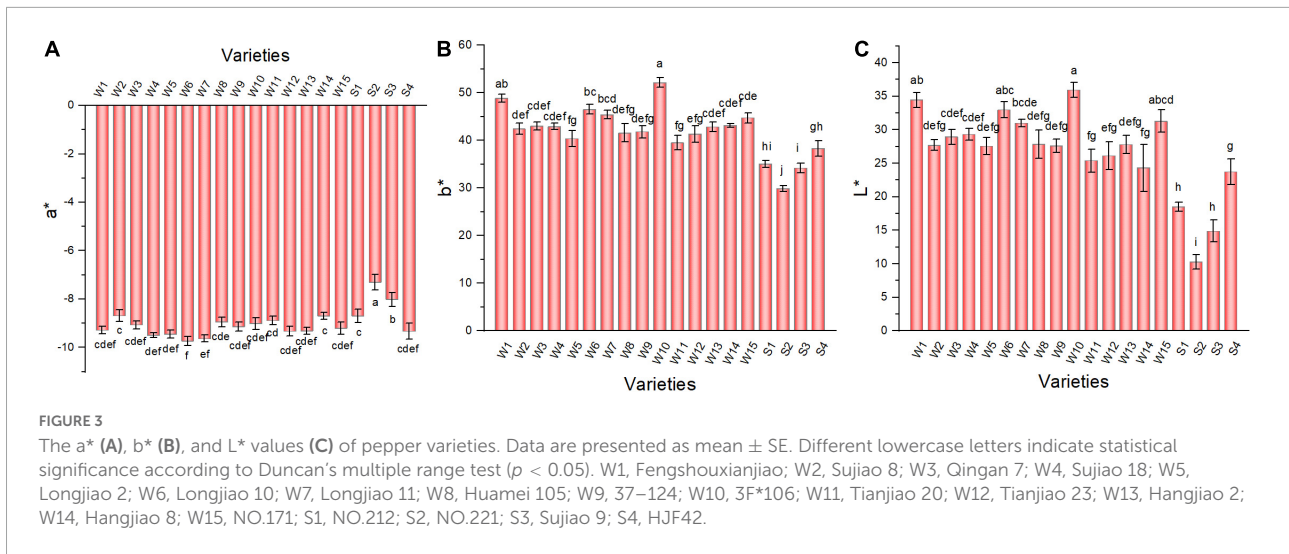 A
Varieties
W1 W2 W3 W4 W5 W6 W7 W8 W9 W10 W11 W12 W13 W14 W15 S1 S2 S3 S4
0
-2
-4
-6
-8
-10
a*
cdef c cdef def def f ef cde cdef cdef cd cdef cdef c cdef c a b cdef
B
60
50
40
30
20
10
0
b*
ab def cdef cdef fg bc bcd defg defg a fg efg cdef cdef cde hi j i gh
W1 W2 W3 W4 W5 W6 W7 W8 W9 W10 W11 W12 W13 W14 W15 S1 S2 S3 S4
Varieties
C
40
35
30
25
20
15
10
5
0
L*
ab defg cdef cdef defg abc bcde defg defg a fg efg defg fg abcd h i h g
W1 W2 W3 W4 W5 W6 W7 W8 W9 W10 W11 W12 W13 W14 W15 S1 S2 S3 S4
Varieties
FIGURE 3
The a* (A), b* (B), and L* values (C) of pepper varieties. Data are presented as mean ± SE. Different lowercase letters indicate statistical
significance according to Duncan's multiple range test (p < 0.05). W1, Fengshouxianjiao; W2, Sujiao 8; W3, Qingan 7; W4, Sujiao 18; W5,
Longjiao 2; W6, Longjiao 10; W7, Longjiao 11; W8, Huamei 105; W9, 37–124; W10, 3F*106; W11, Tianjiao 20; W12, Tianjiao 23; W13, Hangjiao 2;
W14, Hangjiao 8; W15, NO.171; S1, NO.212; S2, NO.221; S3, Sujiao 9; S4, HJF42.